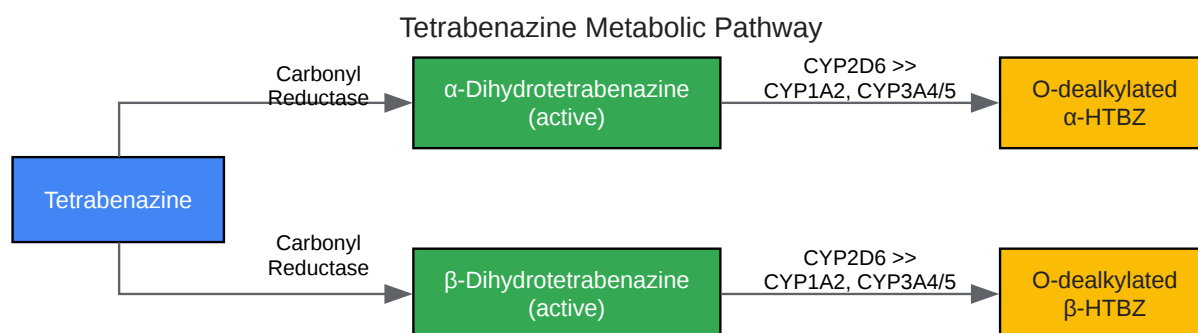 Tetrabenazine Metabolic Pathway
Carbonyl
Reductase
α-Dihydrotetrabenazine
(active)
CYP2D6 >>
CYP1A2, CYP3A4/5
O-dealkylated
α-HTBZ
Tetrabenazine
Carbonyl
Reductase
β-Dihydrotetrabenazine
(active)
CYP2D6 >>
CYP1A2, CYP3A4/5
O-dealkylated
β-HTBZ